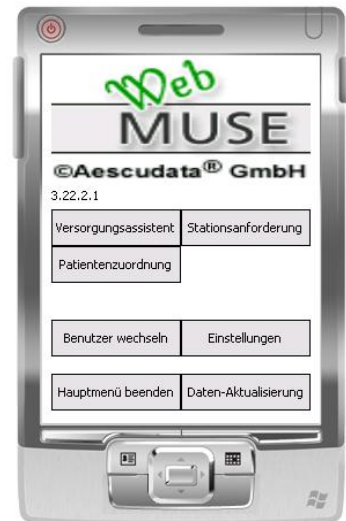 Web
MUSE
©Aescudata® GmbH
3.22.2.1
Versorgungsassistent Stationsanforderung
Patientenzuordnung
Benutzer wechseln Einstellungen
Hauptmenü beenden Daten-Aktualisierung